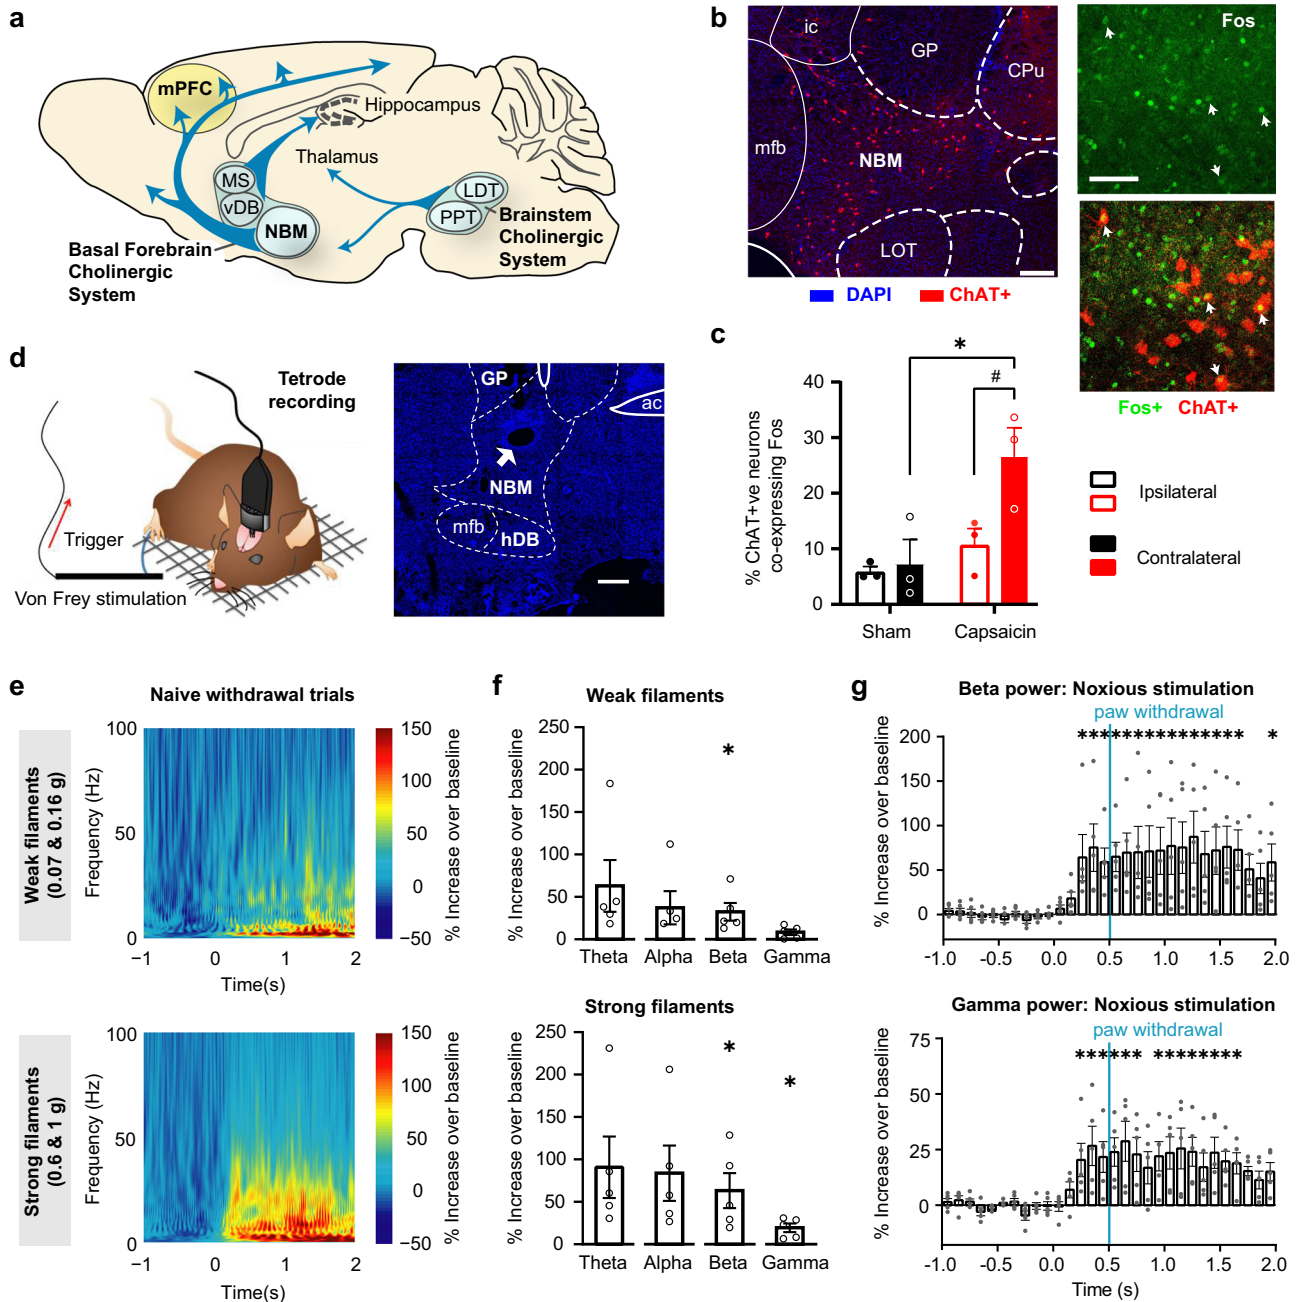 a
mPFC
Hippocampus
Thalamus
MS
vDB
NBM
LDT
PPT
Basal Forebrain
Cholinergic
System
Brainstem
Cholinergic
System
b
ic
GP
CPu
mfb
NBM
LOT
DAPI ChAT+
Fos
Fos+ ChAT+
c
% ChAT+ve neurons
co-expressing Fos
40
30
20
10
0
*
#
Sham Capsaicin
Ipsilateral
Contralateral
d
Tetrode
recording
Trigger
Von Frey stimulation
GP
ac
NBM
mfb
hDB
e
Naive withdrawal trials
Weak filaments
(0.07 & 0.16 g)
Frequency (Hz)
100
50
0
−1 0 1 2
Time(s)
150
100
50
0
−50
% Increase over baseline
Strong filaments
(0.6 & 1 g)
Frequency (Hz)
100
50
0
−1 0 1 2
Time(s)
150
100
50
0
−50
% Increase over baseline
f
Weak filaments
% Increase over baseline
250
200
150
100
50
0
*
Theta Alpha Beta Gamma
Strong filaments
% Increase over baseline
250
200
150
100
50
0
*
*
Theta Alpha Beta Gamma
g
Beta power: Noxious stimulation
paw withdrawal
****************
*
% Increase over baseline
200
150
100
50
0
-1.0 -0.5 0.0 0.5 1.0 1.5 2.0
Gamma power: Noxious stimulation
paw withdrawal
****** *********
% Increase over baseline
75
50
25
0
-1.0 -0.5 0.0 0.5 1.0 1.5 2.0
Time (s)